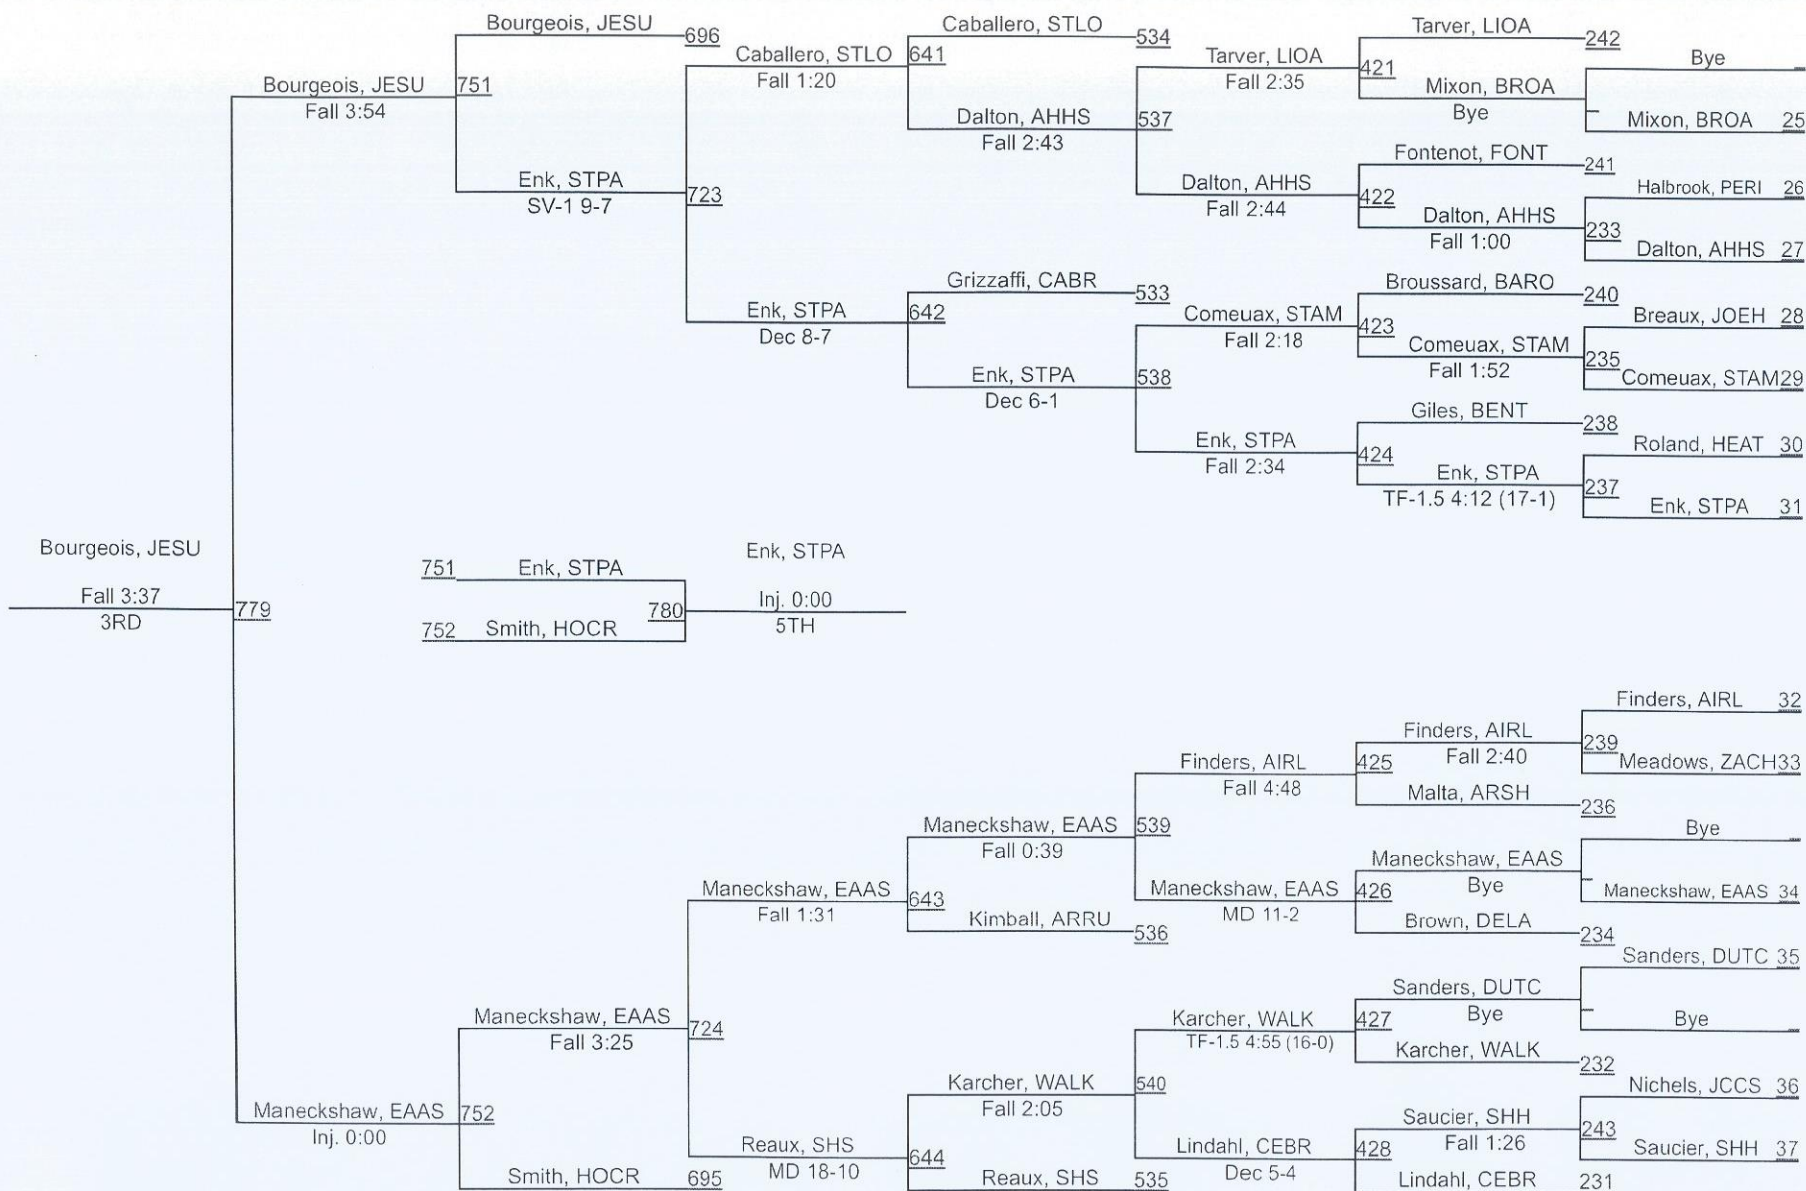 Bourgeois, JESU
696
Caballero, STLO
534
Tarver, LIOA
242
Bye
Bourgeois, JESU
Fall 3:54
751
Caballero, STLO
Fall 1:20
641
Tarver, LIOA
Fall 2:35
421
Mixon, BROA
Bye
Mixon, BROA 25
Dalton, AHHS
Fall 2:43
537
Fontenot, FONT
241
Enk, STPA
SV-1 9-7
723
Dalton, AHHS
Fall 2:44
422
Halbrook, PERI 26
Dalton, AHHS
Fall 1:00
233
Dalton, AHHS 27
Grizzaffi, CABR
533
Broussard, BARO
240
Enk, STPA
Dec 8-7
642
Comeuax, STAM
Fall 2:18
423
Breaux, JOEH 28
Comeuax, STAM
Fall 1:52
235
Comeuax, STAM29
Enk, STPA
Dec 6-1
538
Giles, BENT
238
Enk, STPA
Fall 2:34
424
Roland, HEAT 30
Enk, STPA
TF-1.5 4:12 (17-1)
237
Enk, STPA 31
Bourgeois, JESU
Fall 3:37
3RD
779
751 Enk, STPA
752 Smith, HOCR
780
Enk, STPA
Inj. 0:00
5TH
Finders, AIRL 32
Finders, AIRL
Fall 2:40
239
Meadows, ZACH33
Finders, AIRL
Fall 4:48
425
Malta, ARSH
236
Maneckshaw, EAAS
Fall 0:39
539
Bye
Maneckshaw, EAAS
Bye
Maneckshaw, EAAS 34
Maneckshaw, EAAS
Fall 1:31
643
Maneckshaw, EAAS
MD 11-2
426
Kimball, ARRU
536
Brown, DELA
234
Sanders, DUTC 35
Maneckshaw, EAAS
Fall 3:25
724
Sanders, DUTC
Bye
Bye
Karcher, WALK
TF-1.5 4:55 (16-0)
427
Karcher, WALK
232
Karcher, WALK
Fall 2:05
540
Nichels, JCCS 36
Maneckshaw, EAAS
Inj. 0:00
752
Saucier, SHH
Fall 1:26
243
Saucier, SHH 37
Reaux, SHS
MD 18-10
644
Lindahl, CEBR
Dec 5-4
428
Smith, HOCR
695
Reaux, SHS
535
Lindahl, CEBR
231